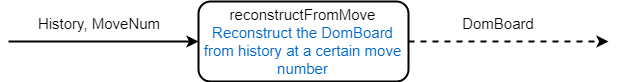 History, MoveNum
reconstructFromMove
Reconstruct the DomBoard
from history at a certain move
number
DomBoard